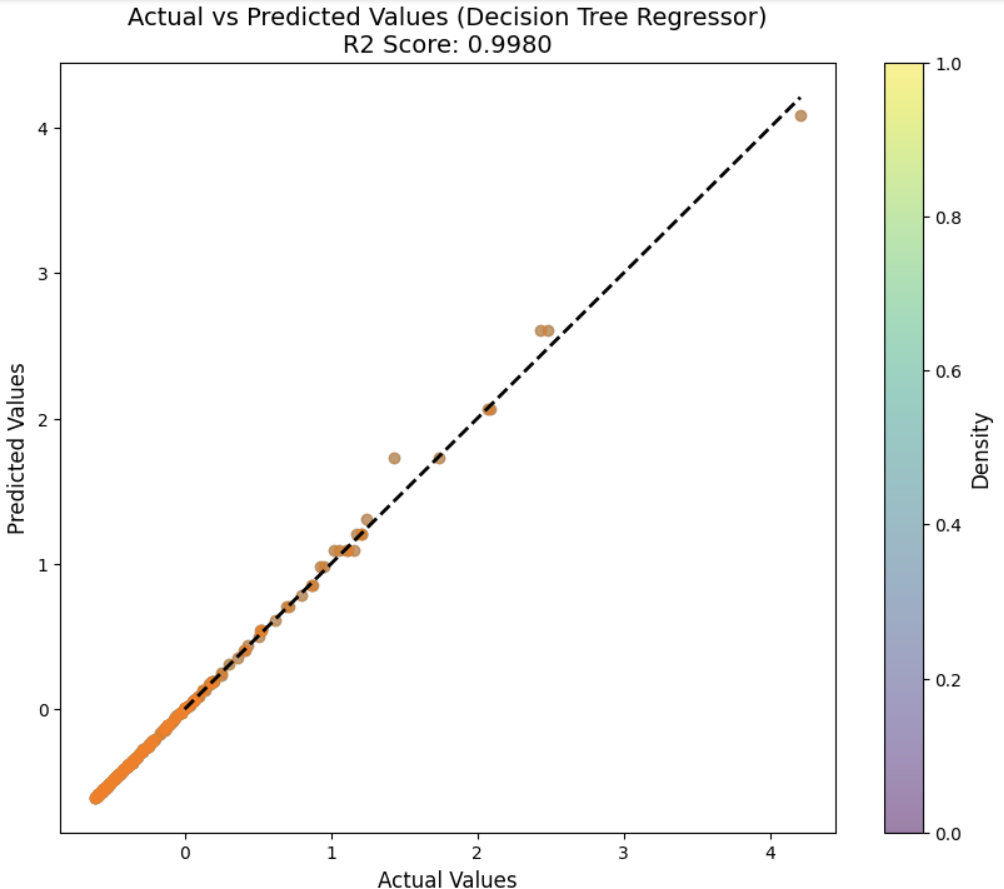 Actual vs Predicted Values (Decision Tree Regressor)
R2 Score: 0.9980
Predicted Values
4
3
2
1
0
0 1 2 3 4
Actual Values
1.0
0.8
0.6
0.4
0.2
0.0
Density